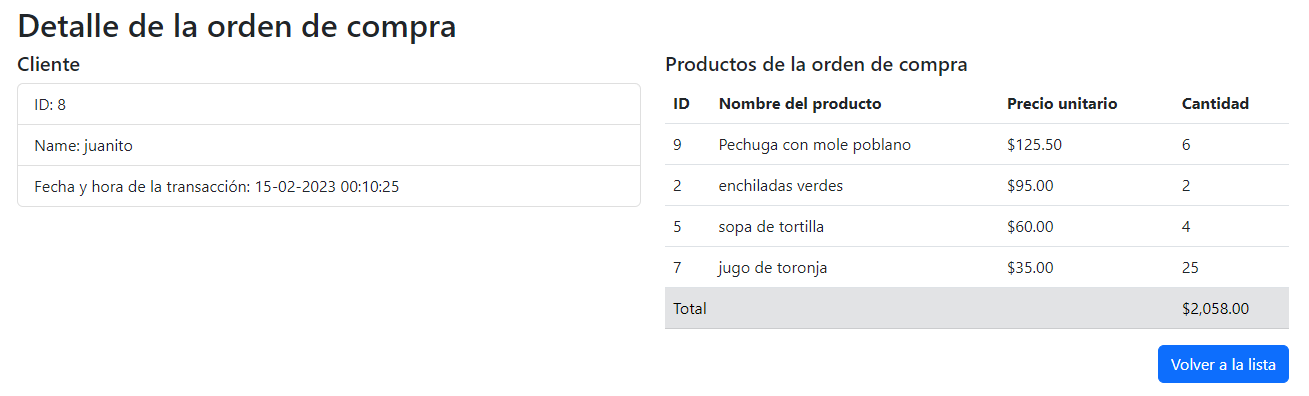 Detalle de la orden de compra
Cliente
ID: 8
Name: juanito
Fecha y hora de la transacción: 15-02-2023 00:10:25
Productos de la orden de compra
ID Nombre del producto Precio unitario Cantidad
9 Pechuga con mole poblano $125.50 6
2 enchiladas verdes $95.00 2
5 sopa de tortilla $60.00 4
7 jugo de toronja $35.00 25
Total $2,058.00
Volver a la lista